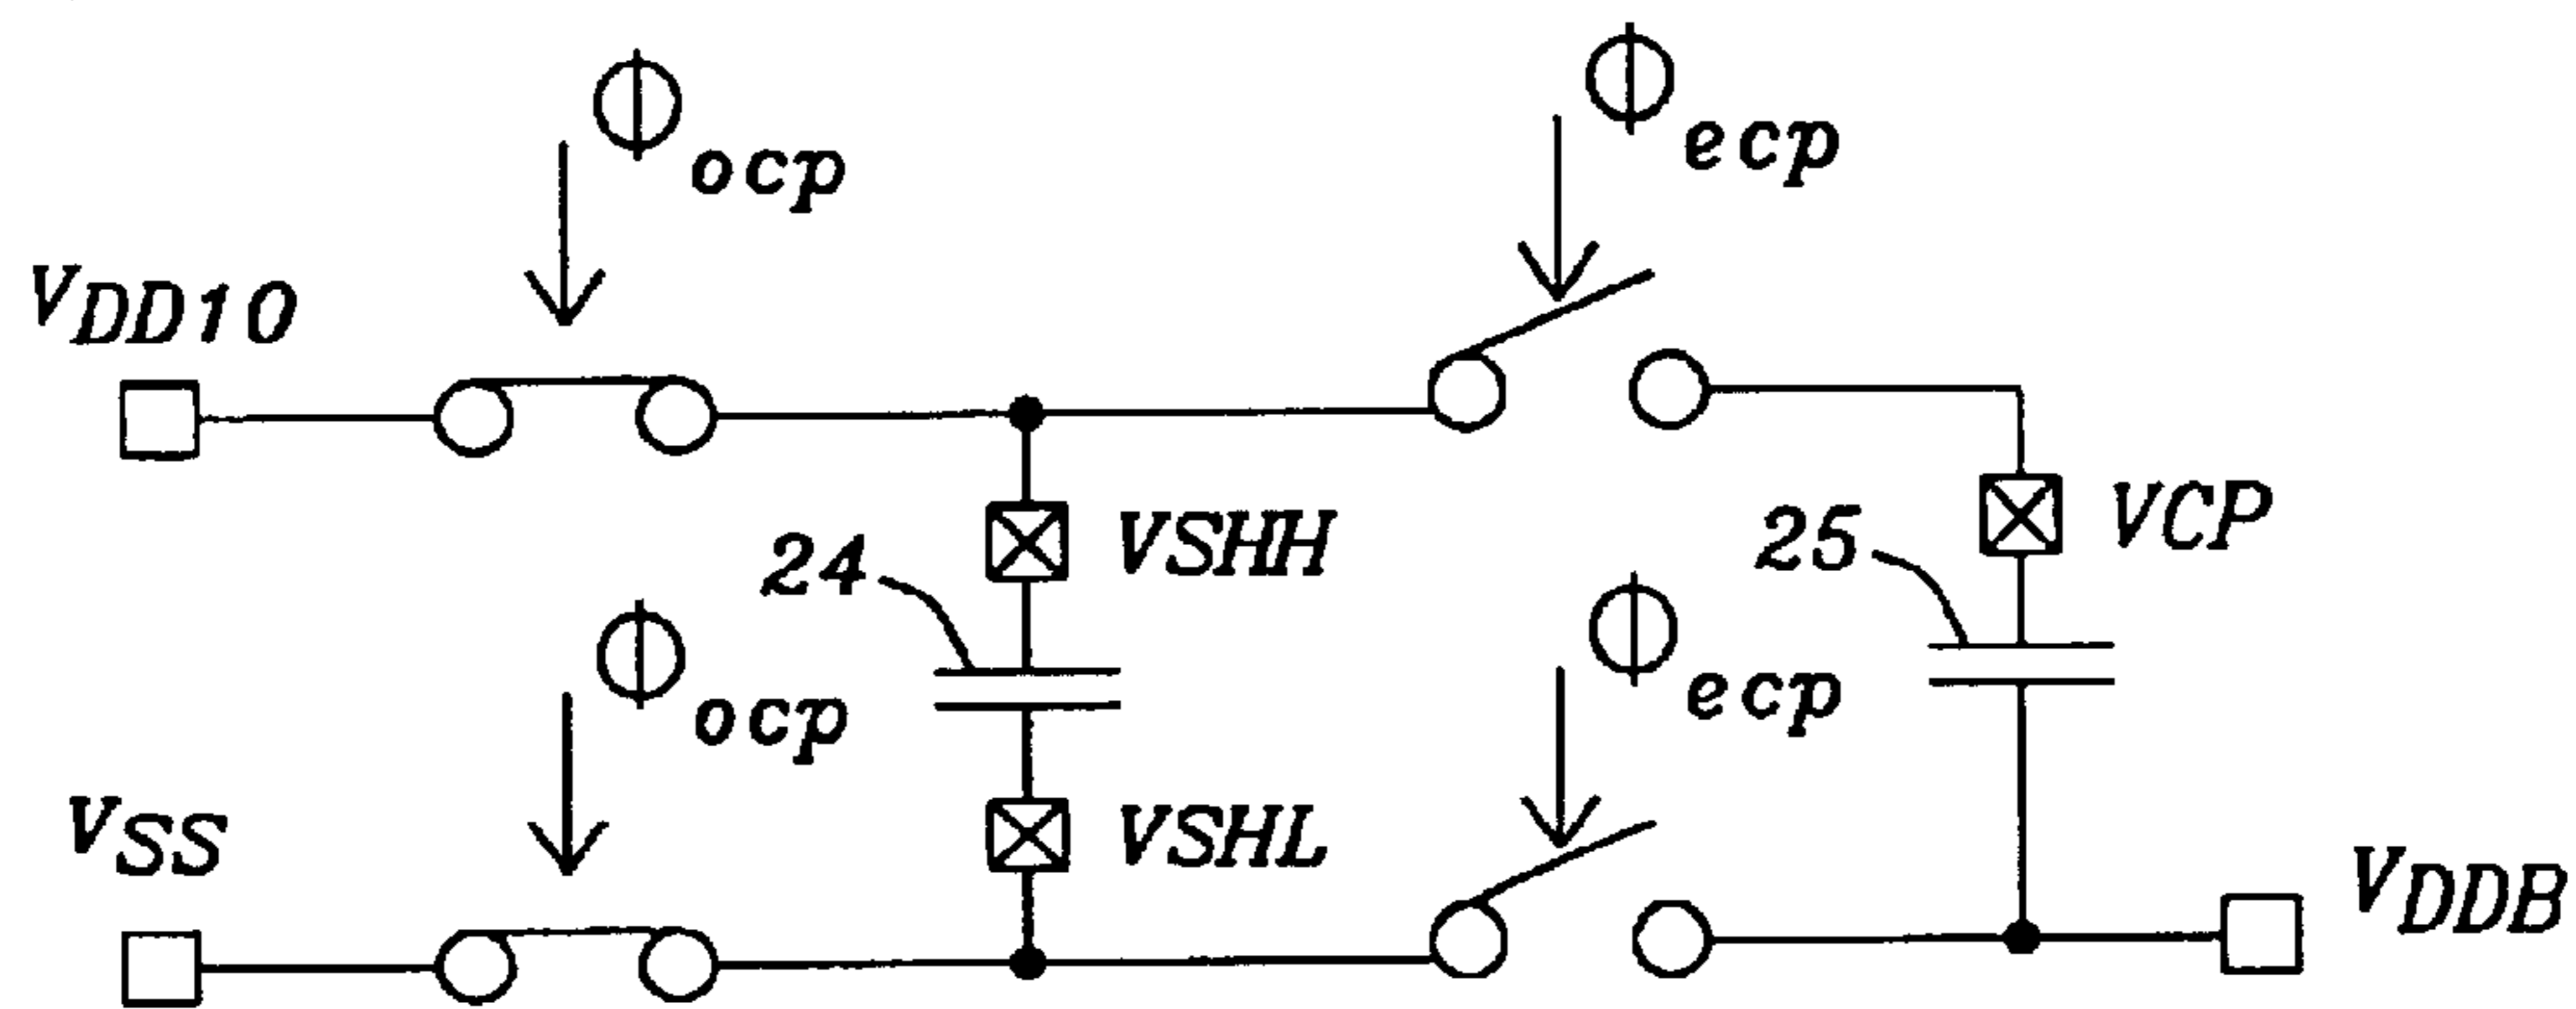 Φocp
Φecp
VDD10
VSHH
VCP
24
25
Φocp
Φecp
VSS
VSHL
VDDB